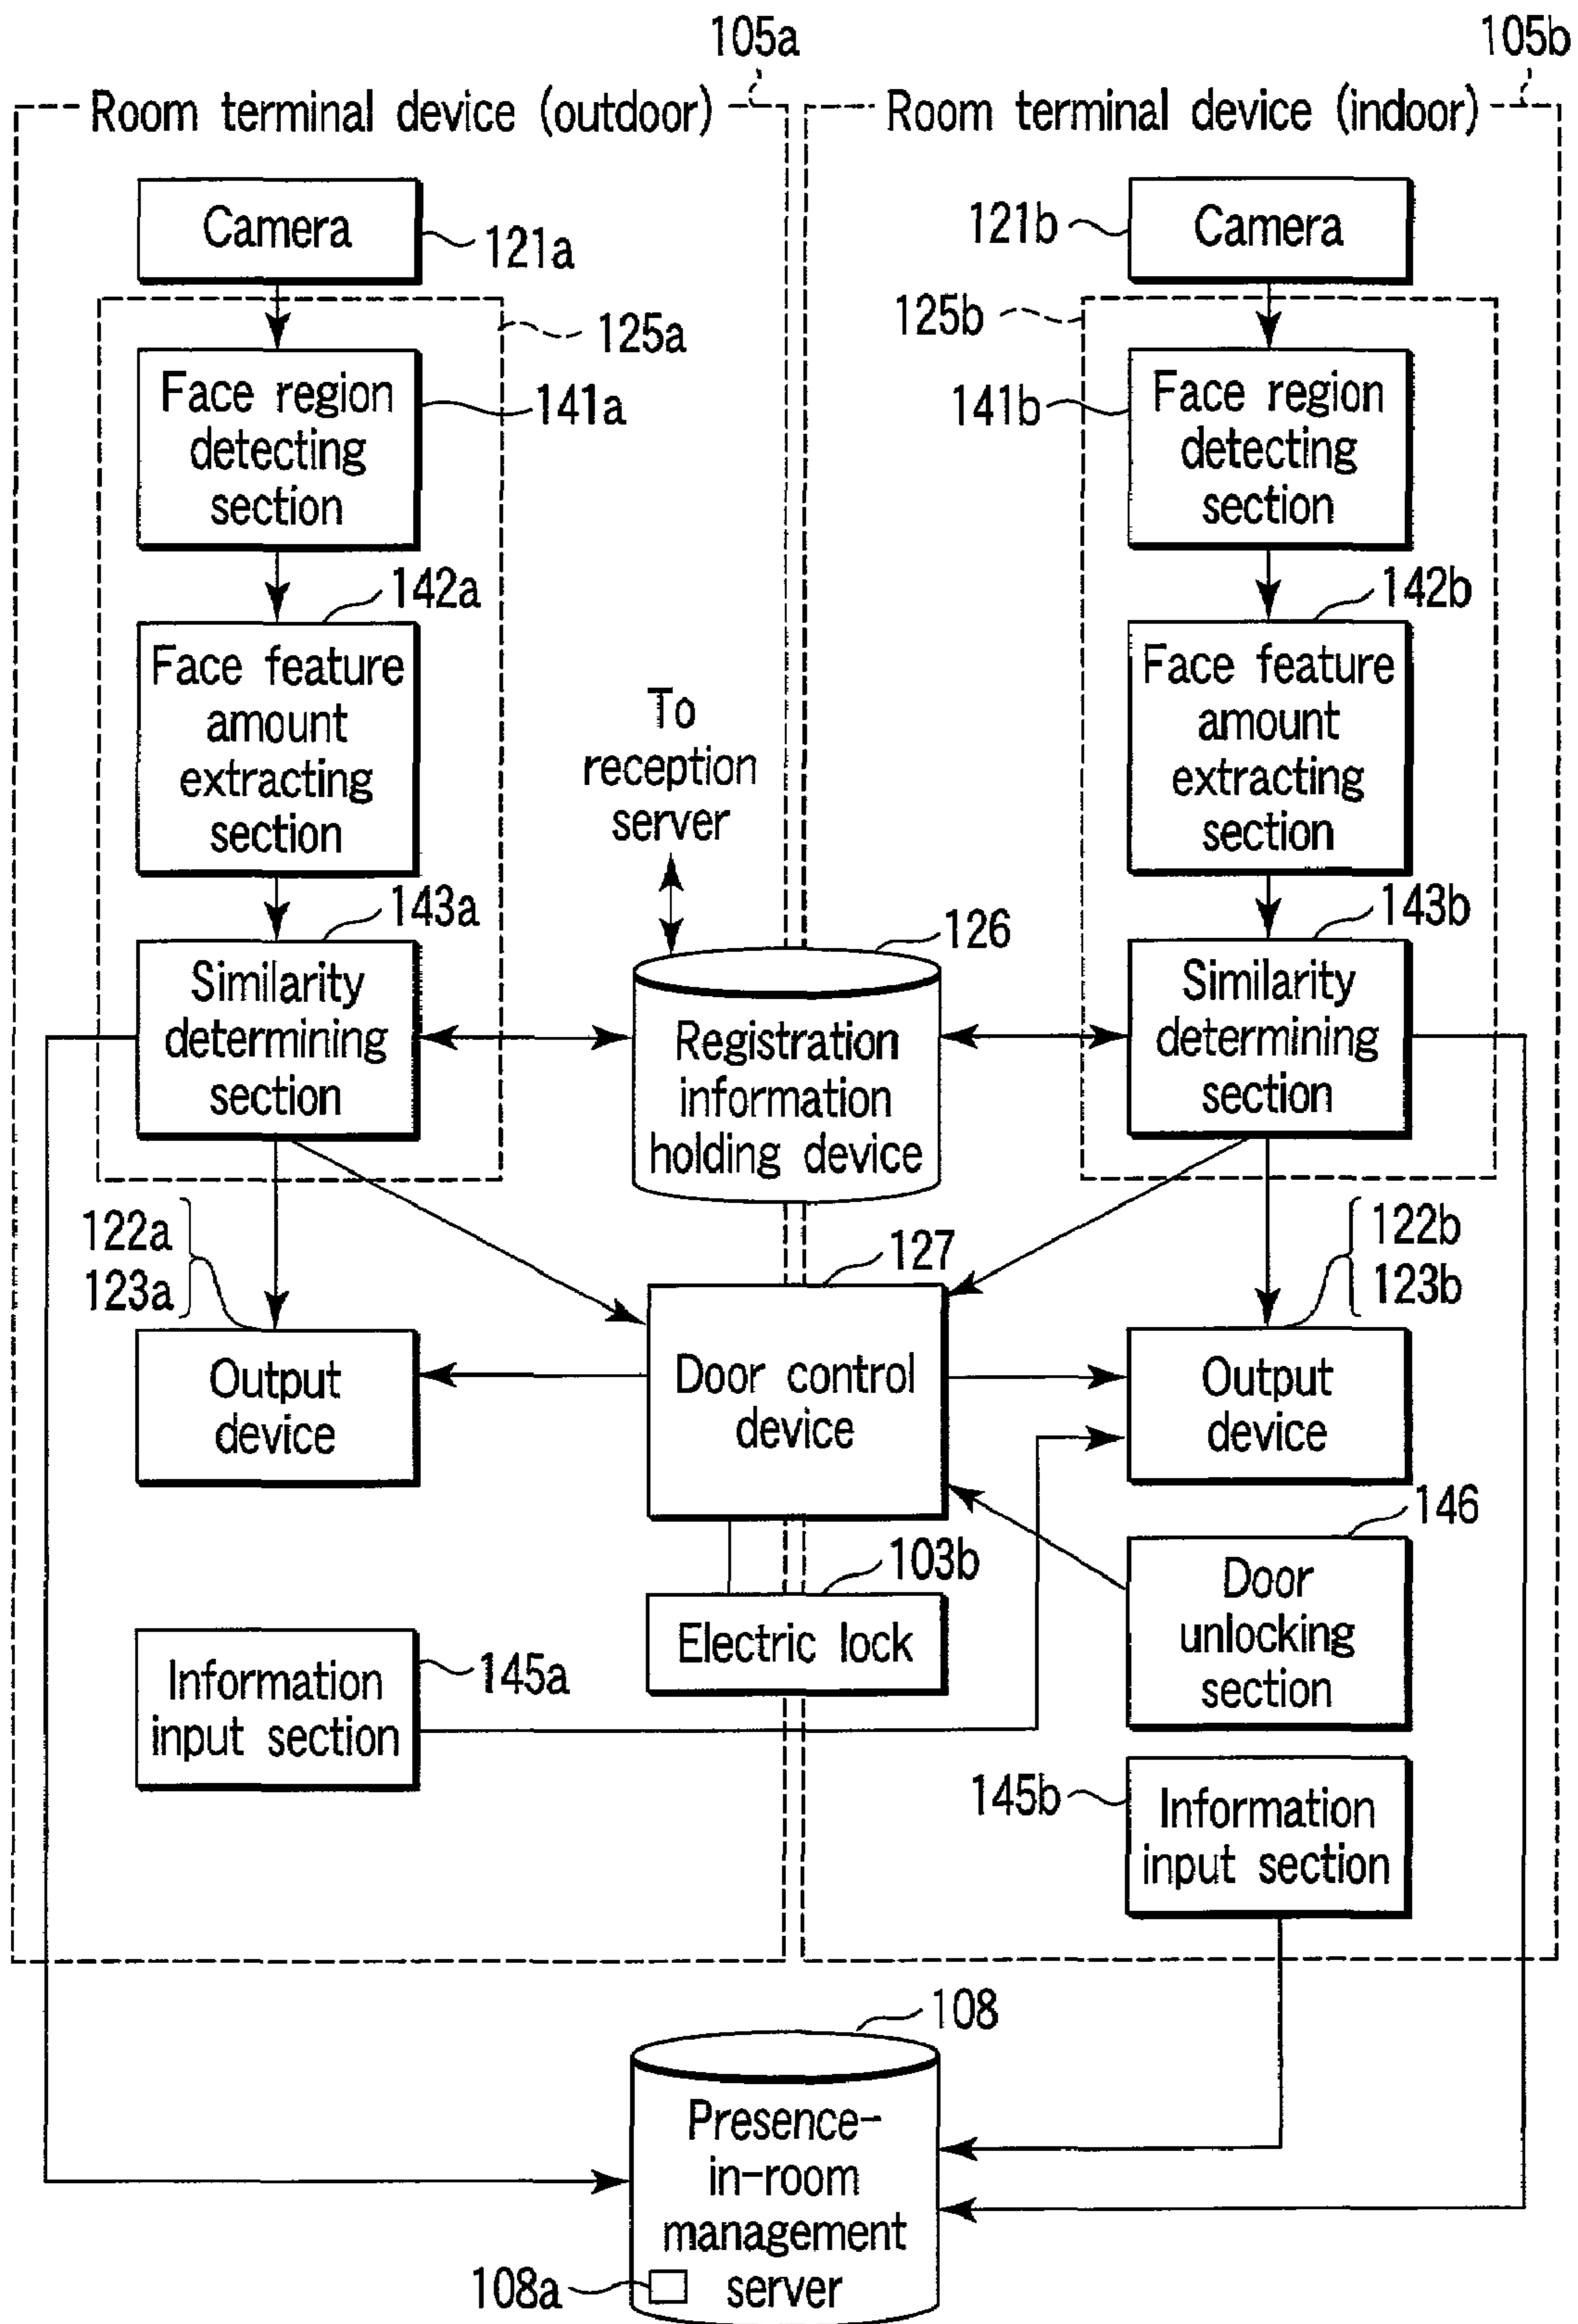 105a
105b
Room terminal device (outdoor)
Room terminal device (indoor)
Camera
121a
121b
Camera
125a
125b
Face region
detecting
section
141a
141b
Face region
detecting
section
142a
142b
Face feature
amount
extracting
section
To
reception
server
Face feature
amount
extracting
section
143a
126
143b
Similarity
determining
section
Registration
information
holding device
Similarity
determining
section
122a
123a
127
122b
123b
Output
device
Door control
device
Output
device
146
103b
Electric lock
Door
unlocking
section
Information
input section
145a
145b
Information
input section
108
Presence-
in-room
management
server
108a